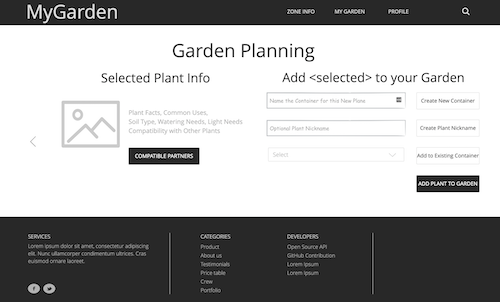 MyGarden
ZONE INFO
MY GARDEN
PROFILE
Garden Planning
Selected Plant Info
Plant Facts, Common Uses,
Soil Type, Watering Needs, Light Needs
Compatibility with Other Plants
COMPATIBLE PARTNERS
Add <selected> to your Garden
Name the Container for this New Plane
Create New Container
Optional Plant Nickname
Create Plant Nickname
Select
Add to Existing Container
ADD PLANT TO GARDEN
SERVICES
Lorem ipsum dolor sit amet, consectetur adipiscing
elit. Nunc ullamcorper condimentum ultrices. Cras
euismod ornare laoreet.
CATEGORIES
Product
About us
Testimonials
Price table
Crew
Portfolio
DEVELOPERS
Open Source API
GitHub Contribution
Lorem Ipsum
Lorem Ipsum